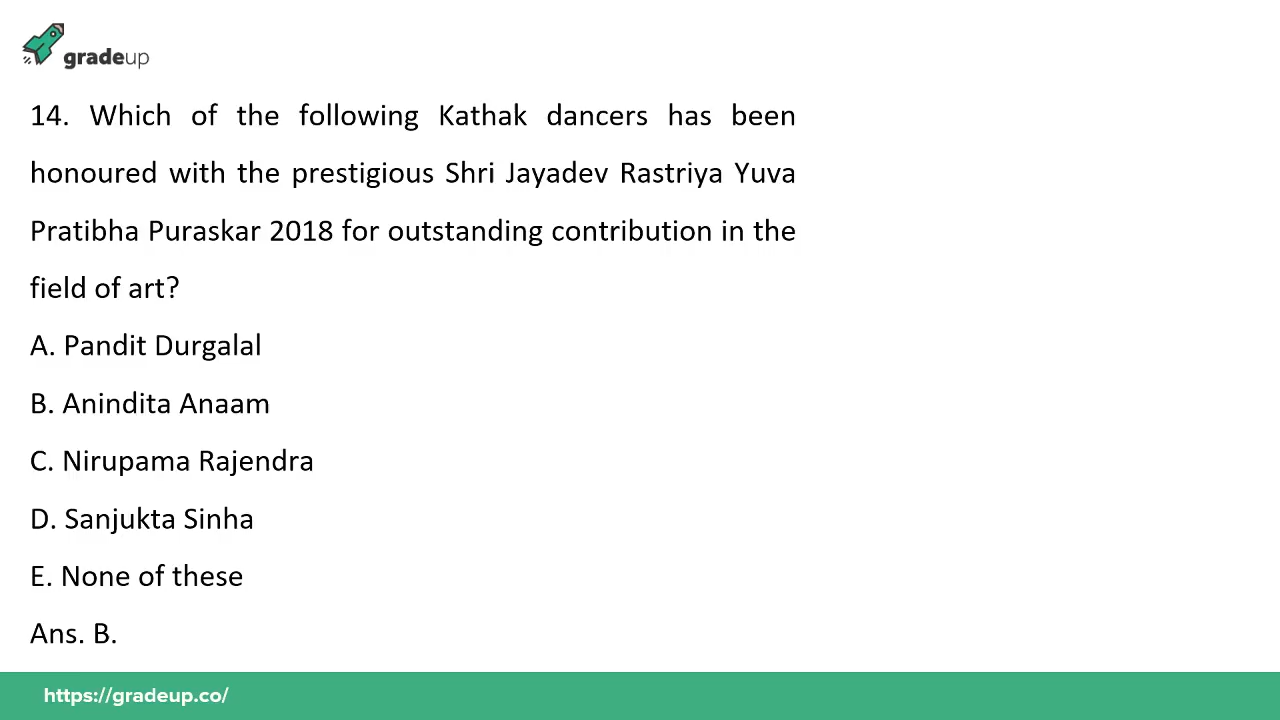 gradeup
14. Which of the following Kathak dancers has been
honoured with the prestigious Shri Jayadev Rastriya Yuva
Pratibha Puraskar 2018 for outstanding contribution in the
field of art?
A. Pandit Durgalal
B. Anindita Anaam
C. Nirupama Rajendra
D. Sanjukta Sinha
E. None of these
Ans. B.
https://gradeup.co/